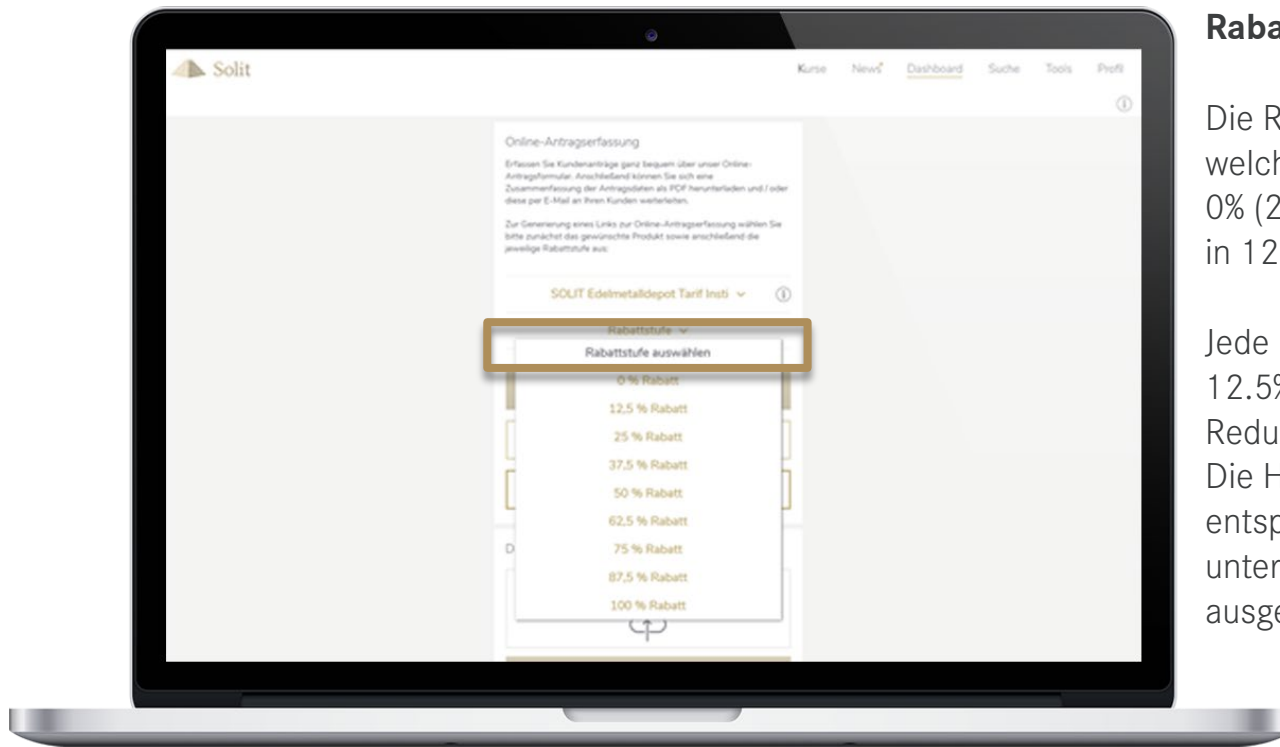 Solit
Kurse News Dashboard Suche Tools Profil
Online-Antragserfassung
Erfassen Sie Kundenanträge ganz bequem über unser Online-
Antragsformular. Anschließend können Sie sich eine
Zusammenfassung der Antragsdaten als PDF herunterladen und / oder
diese per E-Mail an Ihren Kunden weiterleiten.
Zur Generierung eines Links zur Online-Antragserfassung wählen Sie
bitte zunächst das gewünschte Produkt sowie anschließend die
jeweilige Rabattstufe aus:
SOLIT Edelmetalldepot Tarif Insti
Rabattstufe
Rabattstufe auswählen
0 % Rabatt
12,5 % Rabatt
25 % Rabatt
37,5 % Rabatt
50 % Rabatt
62,5 % Rabatt
75 % Rabatt
87,5 % Rabatt
100 % Rabatt
D
Raba
Die R
welch
0% (2
in 12
Jede
12.5%
Redu
Die H
entsp
unter
ausge